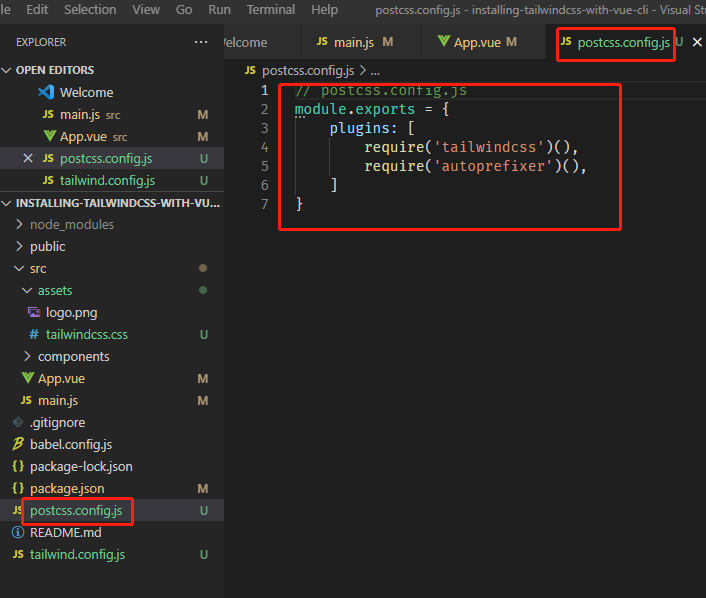 le Edit Selection View Go Run Terminal Help postcss.config.js - installing-tailwindcss-with-vue-cli - Visual Stu
EXPLORER ···
elcome JS main.js M App.vue M JS postcss.config.js U
OPEN EDITORS
Welcome
JS main.js src M
App.vue src M
JS postcss.config.js U
JS tailwind.config.js U
INSTALLING-TAILWINDCSS-WITH-VU...
node_modules
public
src
assets
logo.png
# tailwindcss.css U
components
App.vue M
JS main.js M
.gitignore
babel.config.js
{} package-lock.json
{} package.json M
JS postcss.config.js U
README.md
JS tailwind.config.js U
JS postcss.config.js > ...
1 // postcss.config.js
2 module.exports = {
3 plugins: [
4 require('tailwindcss')(),
5 require('autoprefixer')(),
6 ]
7 }